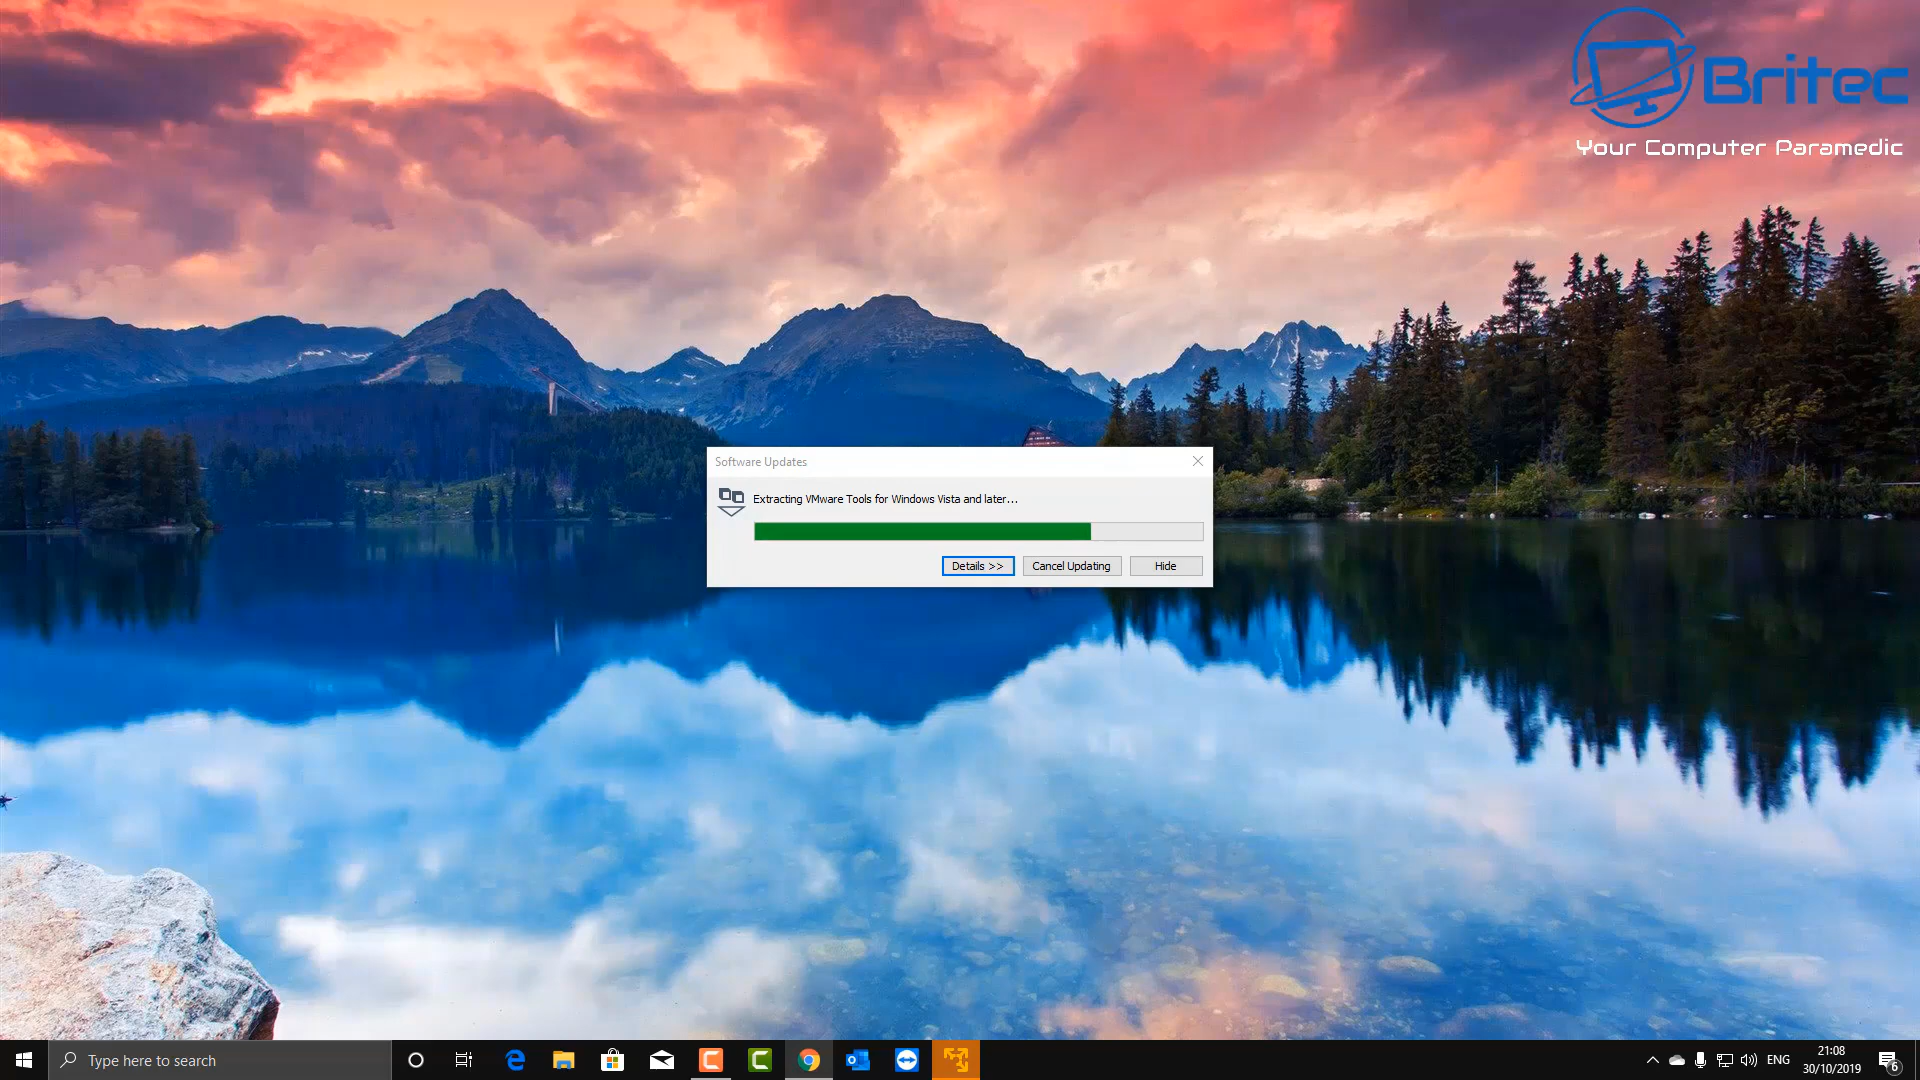 Britec
Your Computer Paramedic
Software Updates
Extracting VMware Tools for Windows Vista and later...
Details >>
Cancel Updating
Hide
Type here to search
ENG
21:08
30/10/2019
6